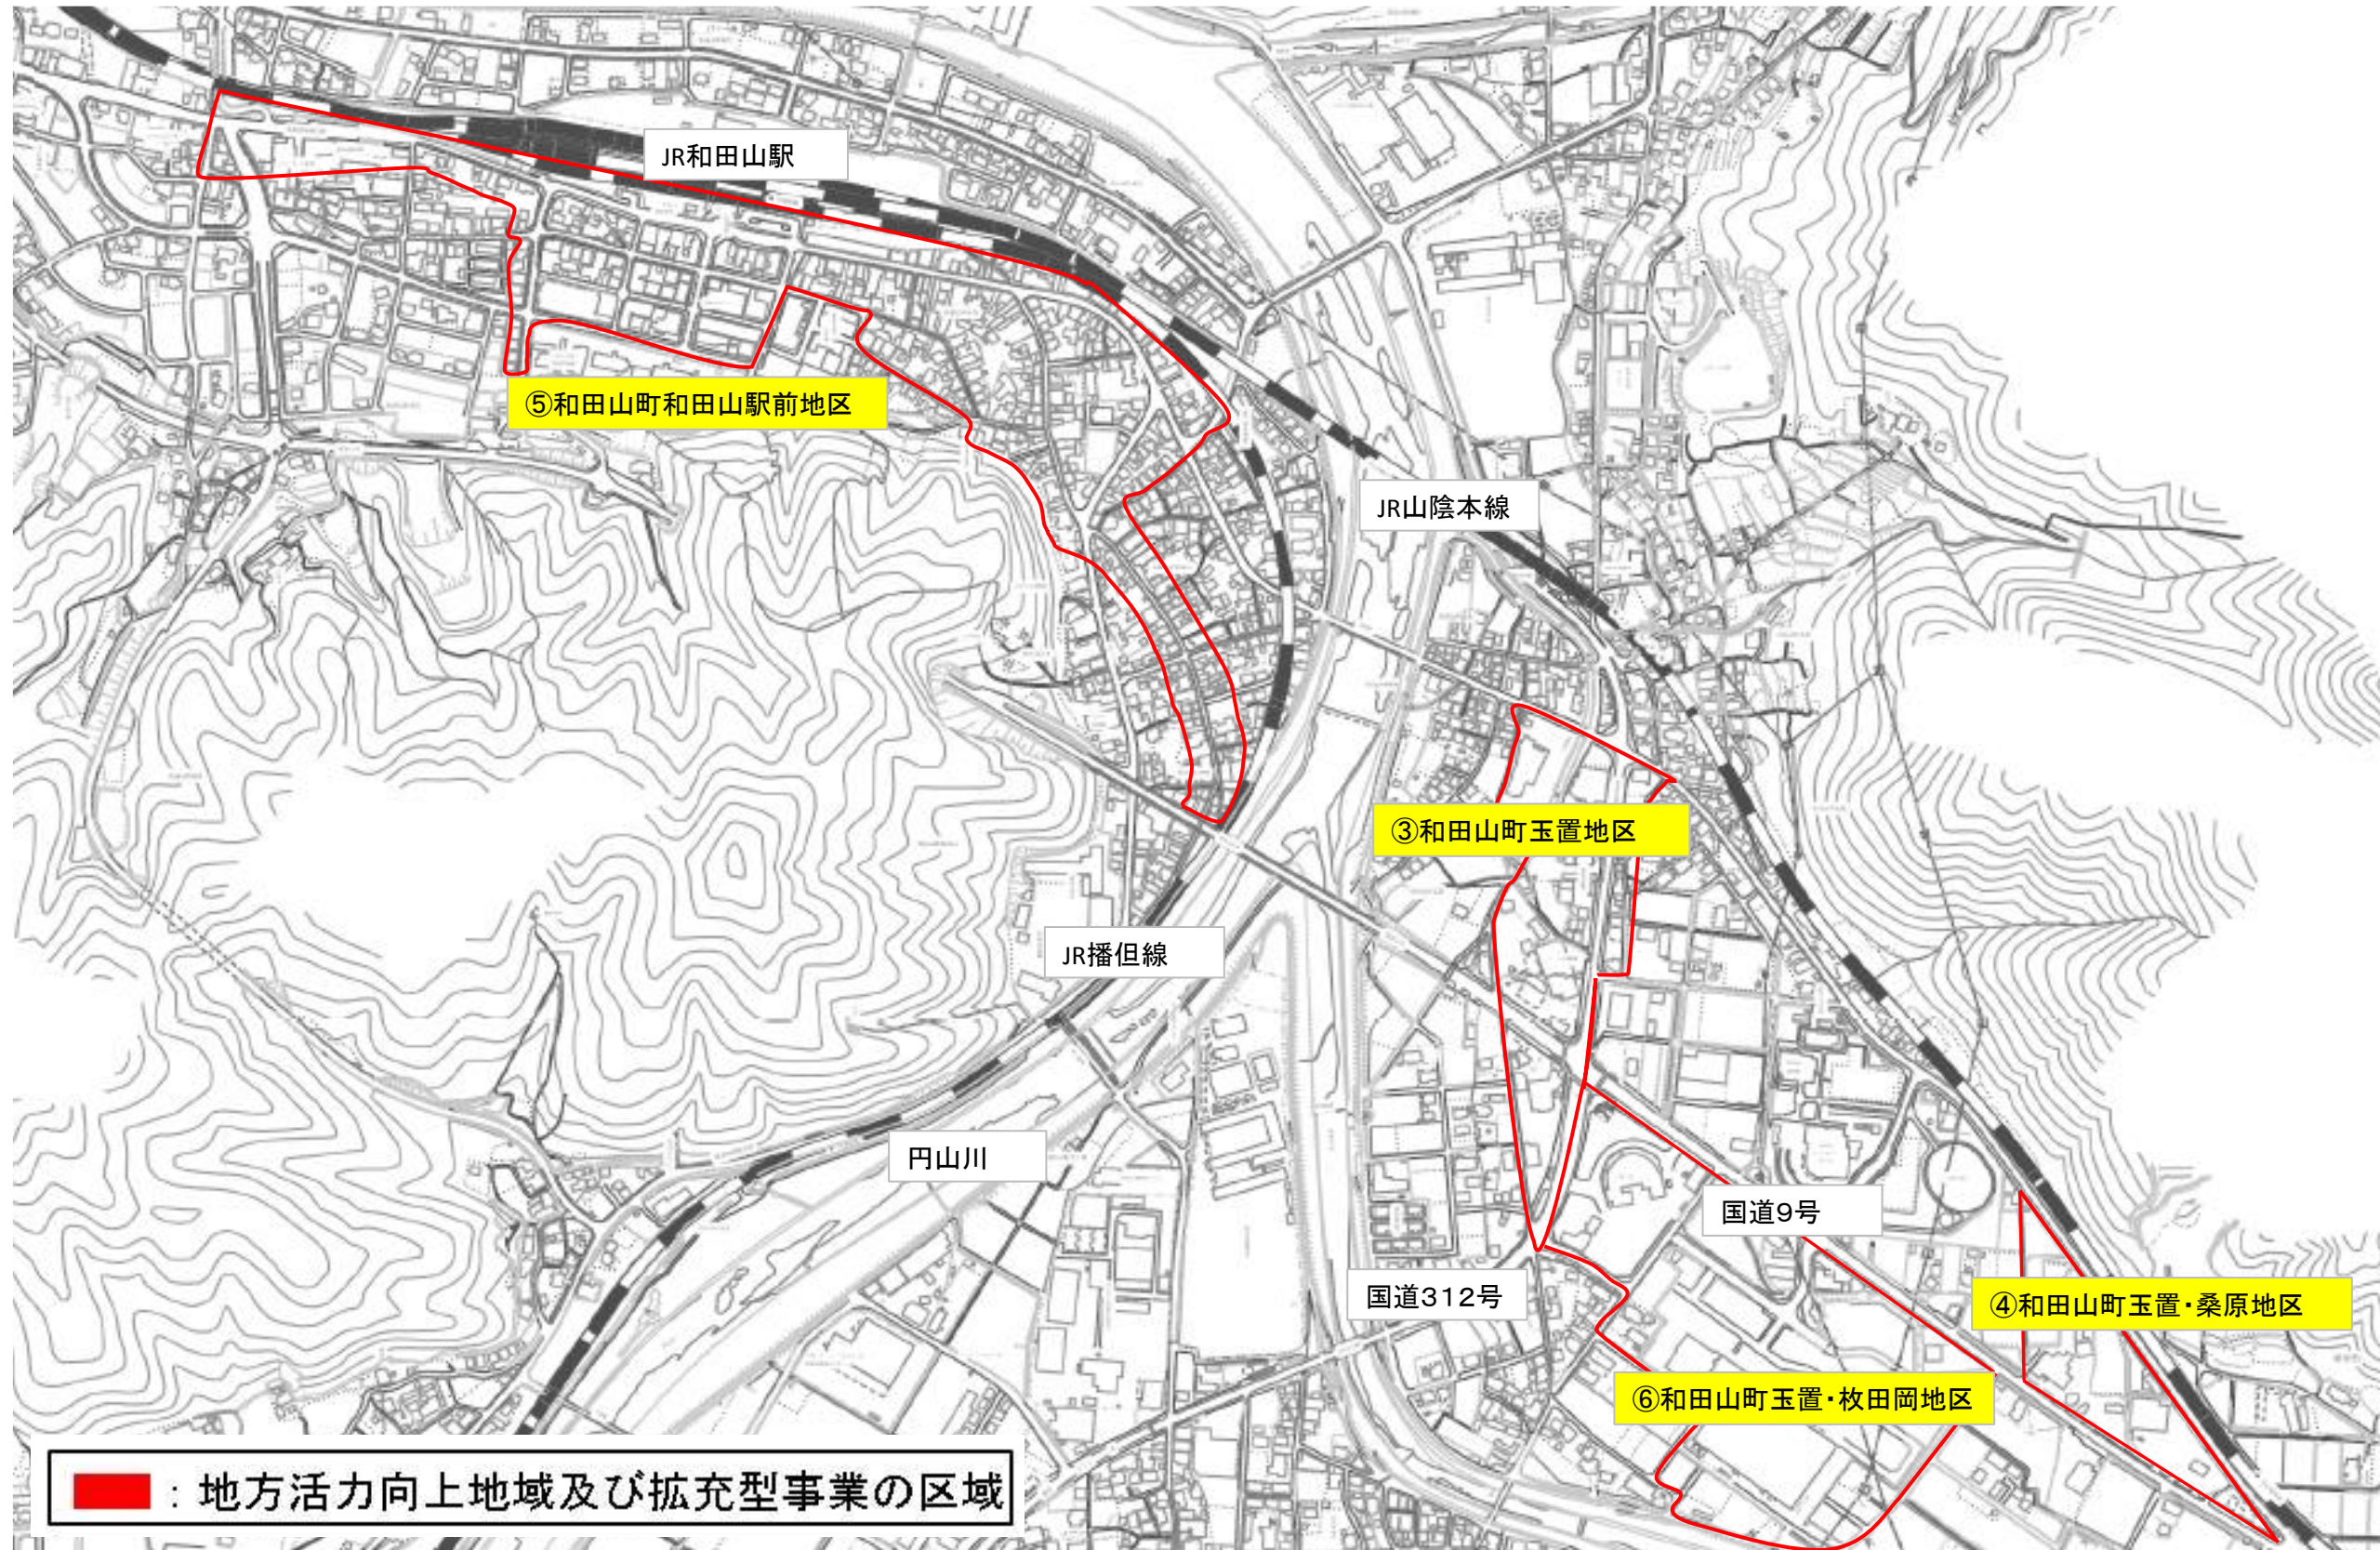 JR和田山駅
⑤和田山町和田山駅前地区
JR山陰本線
③和田山町玉置地区
JR播但線
円山川
国道9号
国道312号
④和田山町玉置・桑原地区
⑥和田山町玉置・枚田岡地区
：地方活力向上地域及び拡充型事業の区域